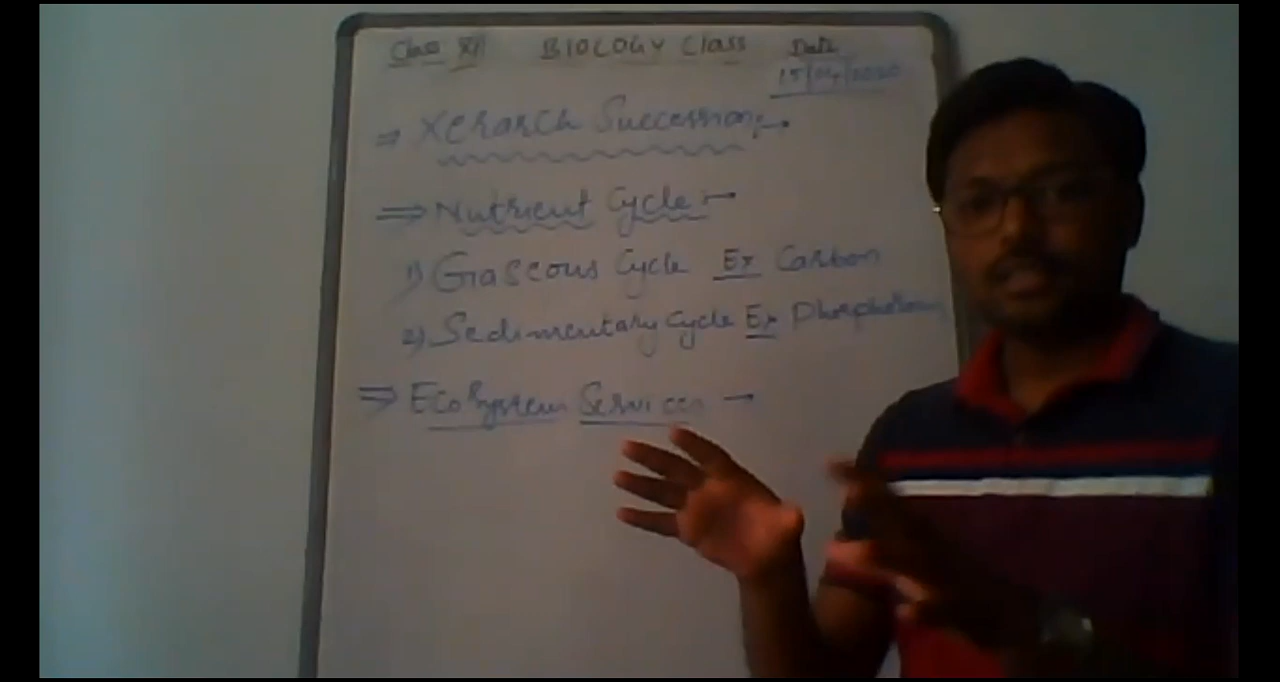 Class XII BIOLOGY Class Date
15/04/2020
⇒ Xerarch Succession :→
⇒ Nutrient Cycle :→
1) Gaseous Cycle Ex Carbon
2) Sedimentary Cycle Ex Phosphorous
⇒ EcoSystem Services →